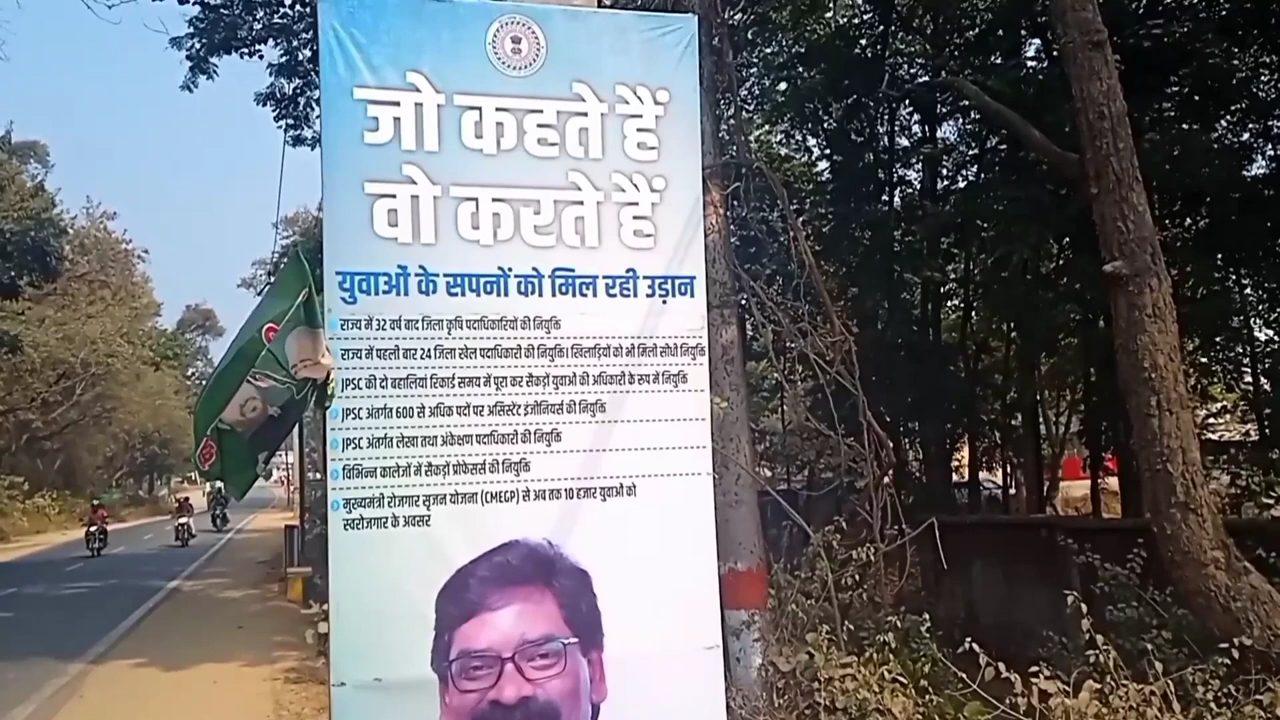 जो कहते हैं
वो करते हैं
युवाओं के सपनों को मिल रही उड़ान
राज्य में 32 वर्ष बाद जिला कृषि पदाधिकारियों की नियुक्ति
राज्य में पहली बार 24 जिला खेल पदाधिकारी की नियुक्ति। खिलाड़ियों को भी मिली सीधी नियुक्ति
JPSC की दो बहालियां रिकार्ड समय में पूरा कर सैकड़ों युवाओं की अधिकारी के रूप में नियुक्ति
JPSC अंतर्गत 600 से अधिक पदों पर असिस्टेंट इंजीनियर्स की नियुक्ति
JPSC अंतर्गत लेखा तथा अंकेक्षण पदाधिकारी की नियुक्ति
विभिन्न कालेजों में सैकड़ों प्रोफेसर्स की नियुक्ति
मुख्यमंत्री रोजगार सृजन योजना (CMEGP) से अब तक 10 हजार युवाओं को
स्वरोजगार के अवसर